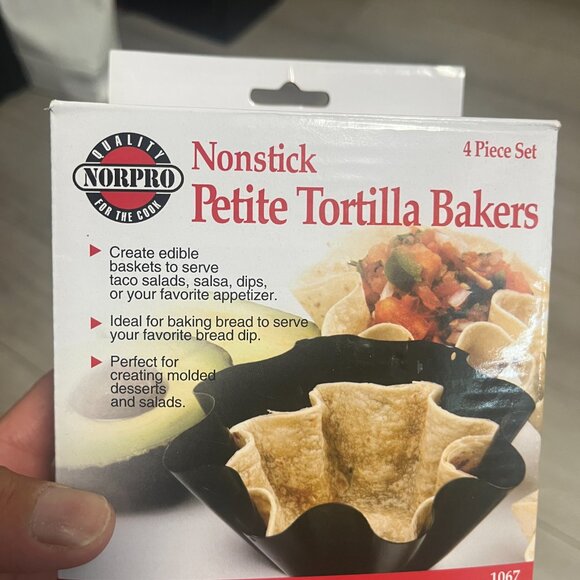 QUALITY
NORPRO
FOR THE COOK
4 Piece Set
Nonstick
Petite Tortilla Bakers
Create edible
baskets to serve
taco salads, salsa, dips,
or your favorite appetizer.
Ideal for baking bread to serve
your favorite bread dip.
Perfect for
creating molded
desserts
and salads.
1067